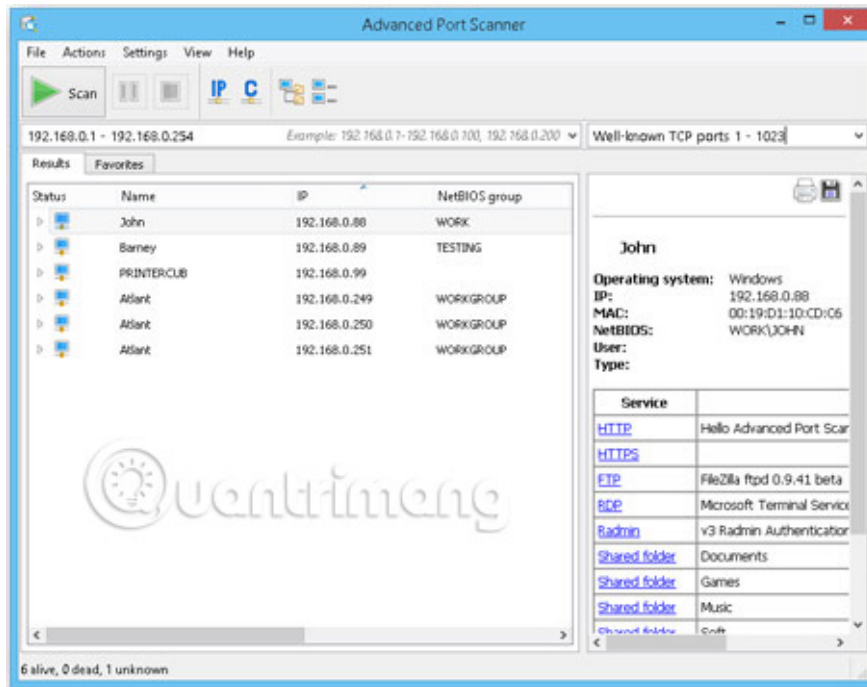 Advanced Port Scanner
File Actions Settings View Help
Scan IP C
192.168.0.1 - 192.168.0.254 Example: 192.168.0.1-192.168.0.100, 192.168.0.200 Well-known TCP ports 1 - 1023
Results Favorites
Status Name IP NetBIOS group
John 192.168.0.88 WORK
Barney 192.168.0.89 TESTING
PRINTERCUB 192.168.0.99
Atlant 192.168.0.249 WORKGROUP
Atlant 192.168.0.250 WORKGROUP
Atlant 192.168.0.251 WORKGROUP
Quantrimang
John
Operating system: Windows
IP: 192.168.0.88
MAC: 00:19:D1:10:CD:C6
NetBIOS: WORK\JOHN
User:
Type:
Service
HTTP Hello Advanced Port Scar
HTTPS
FTP FileZilla ftpd 0.9.41 beta
RDP Microsoft Terminal Service
Radmin v3 Radmin Authentication
Shared folder Documents
Shared folder Games
Shared folder Music
Shared folder Soft
6 alive, 0 dead, 1 unknown